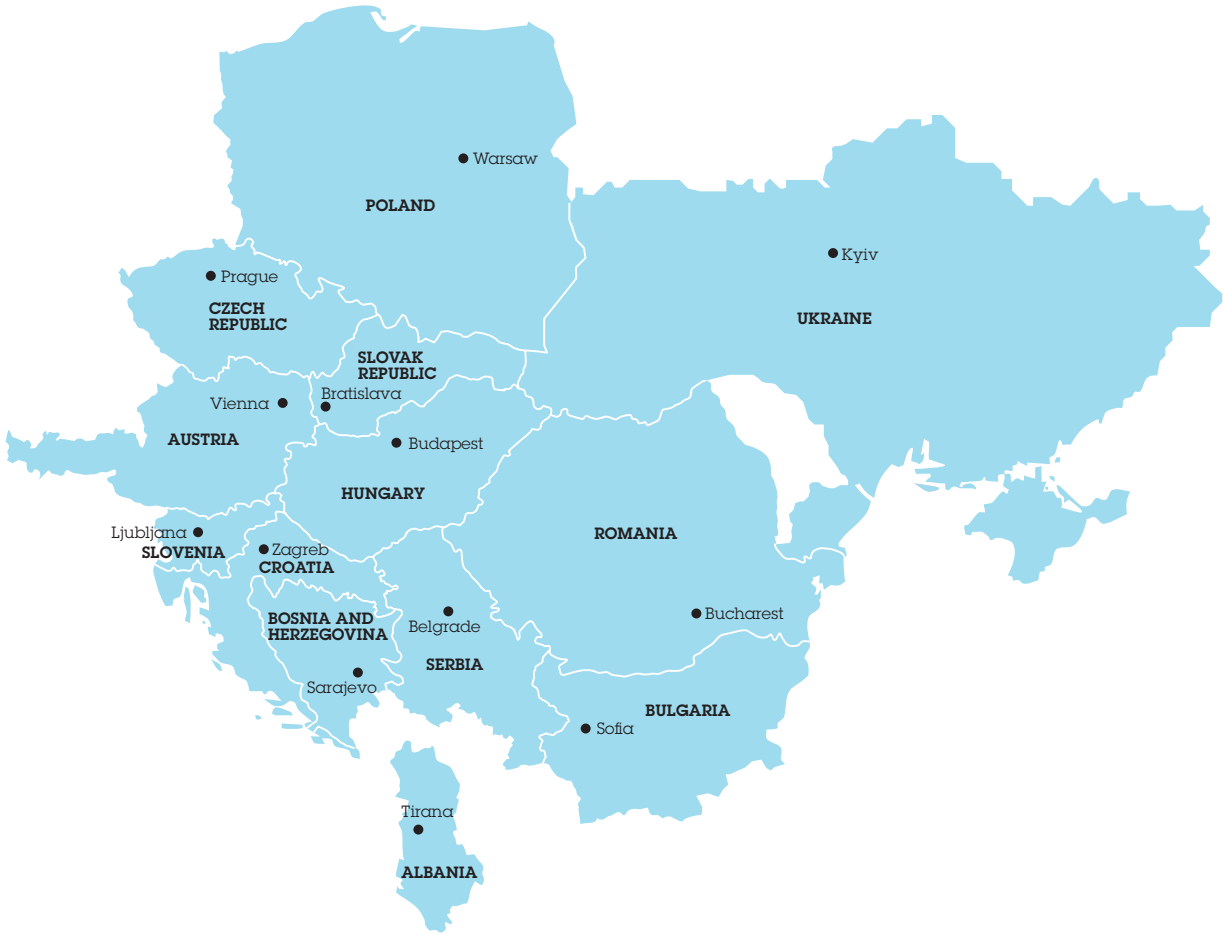 Warsaw
POLAND
Kyiv
Prague
CZECH
REPUBLIC
UKRAINE
SLOVAK
REPUBLIC
Bratislava
Vienna
AUSTRIA
Budapest
HUNGARY
Ljubljana
SLOVENIA
Zagreb
CROATIA
ROMANIA
Bucharest
BOSNIA AND
HERZEGOVINA
Sarajevo
Belgrade
SERBIA
BULGARIA
Sofia
Tirana
ALBANIA